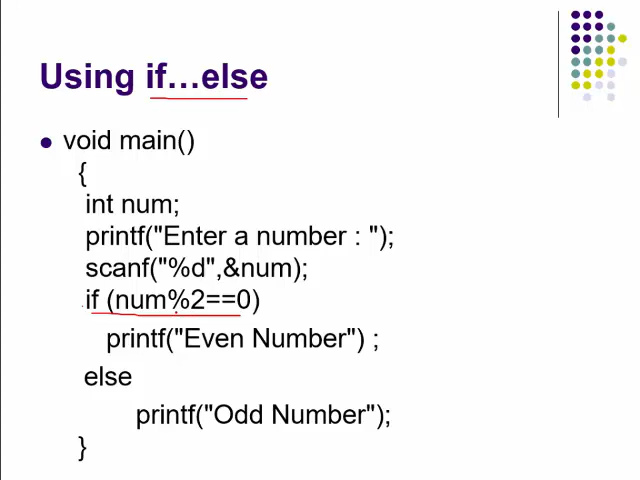 Using if…else
void main()
{
int num;
printf("Enter a number : ");
scanf("%d",&num);
if (num%2==0)
printf("Even Number") ;
else
printf("Odd Number");
}